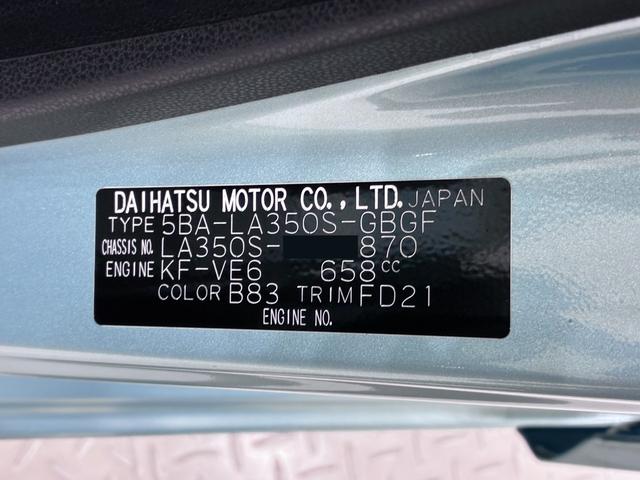 DAIHATSU MOTOR CO., LTD. JAPAN
TYPE 5BA-LA350S-GBGF
CHASSIS NO. LA350S- 870
ENGINE KF-VE6 658cc
COLOR B83 TRIM FD21
ENGINE NO.